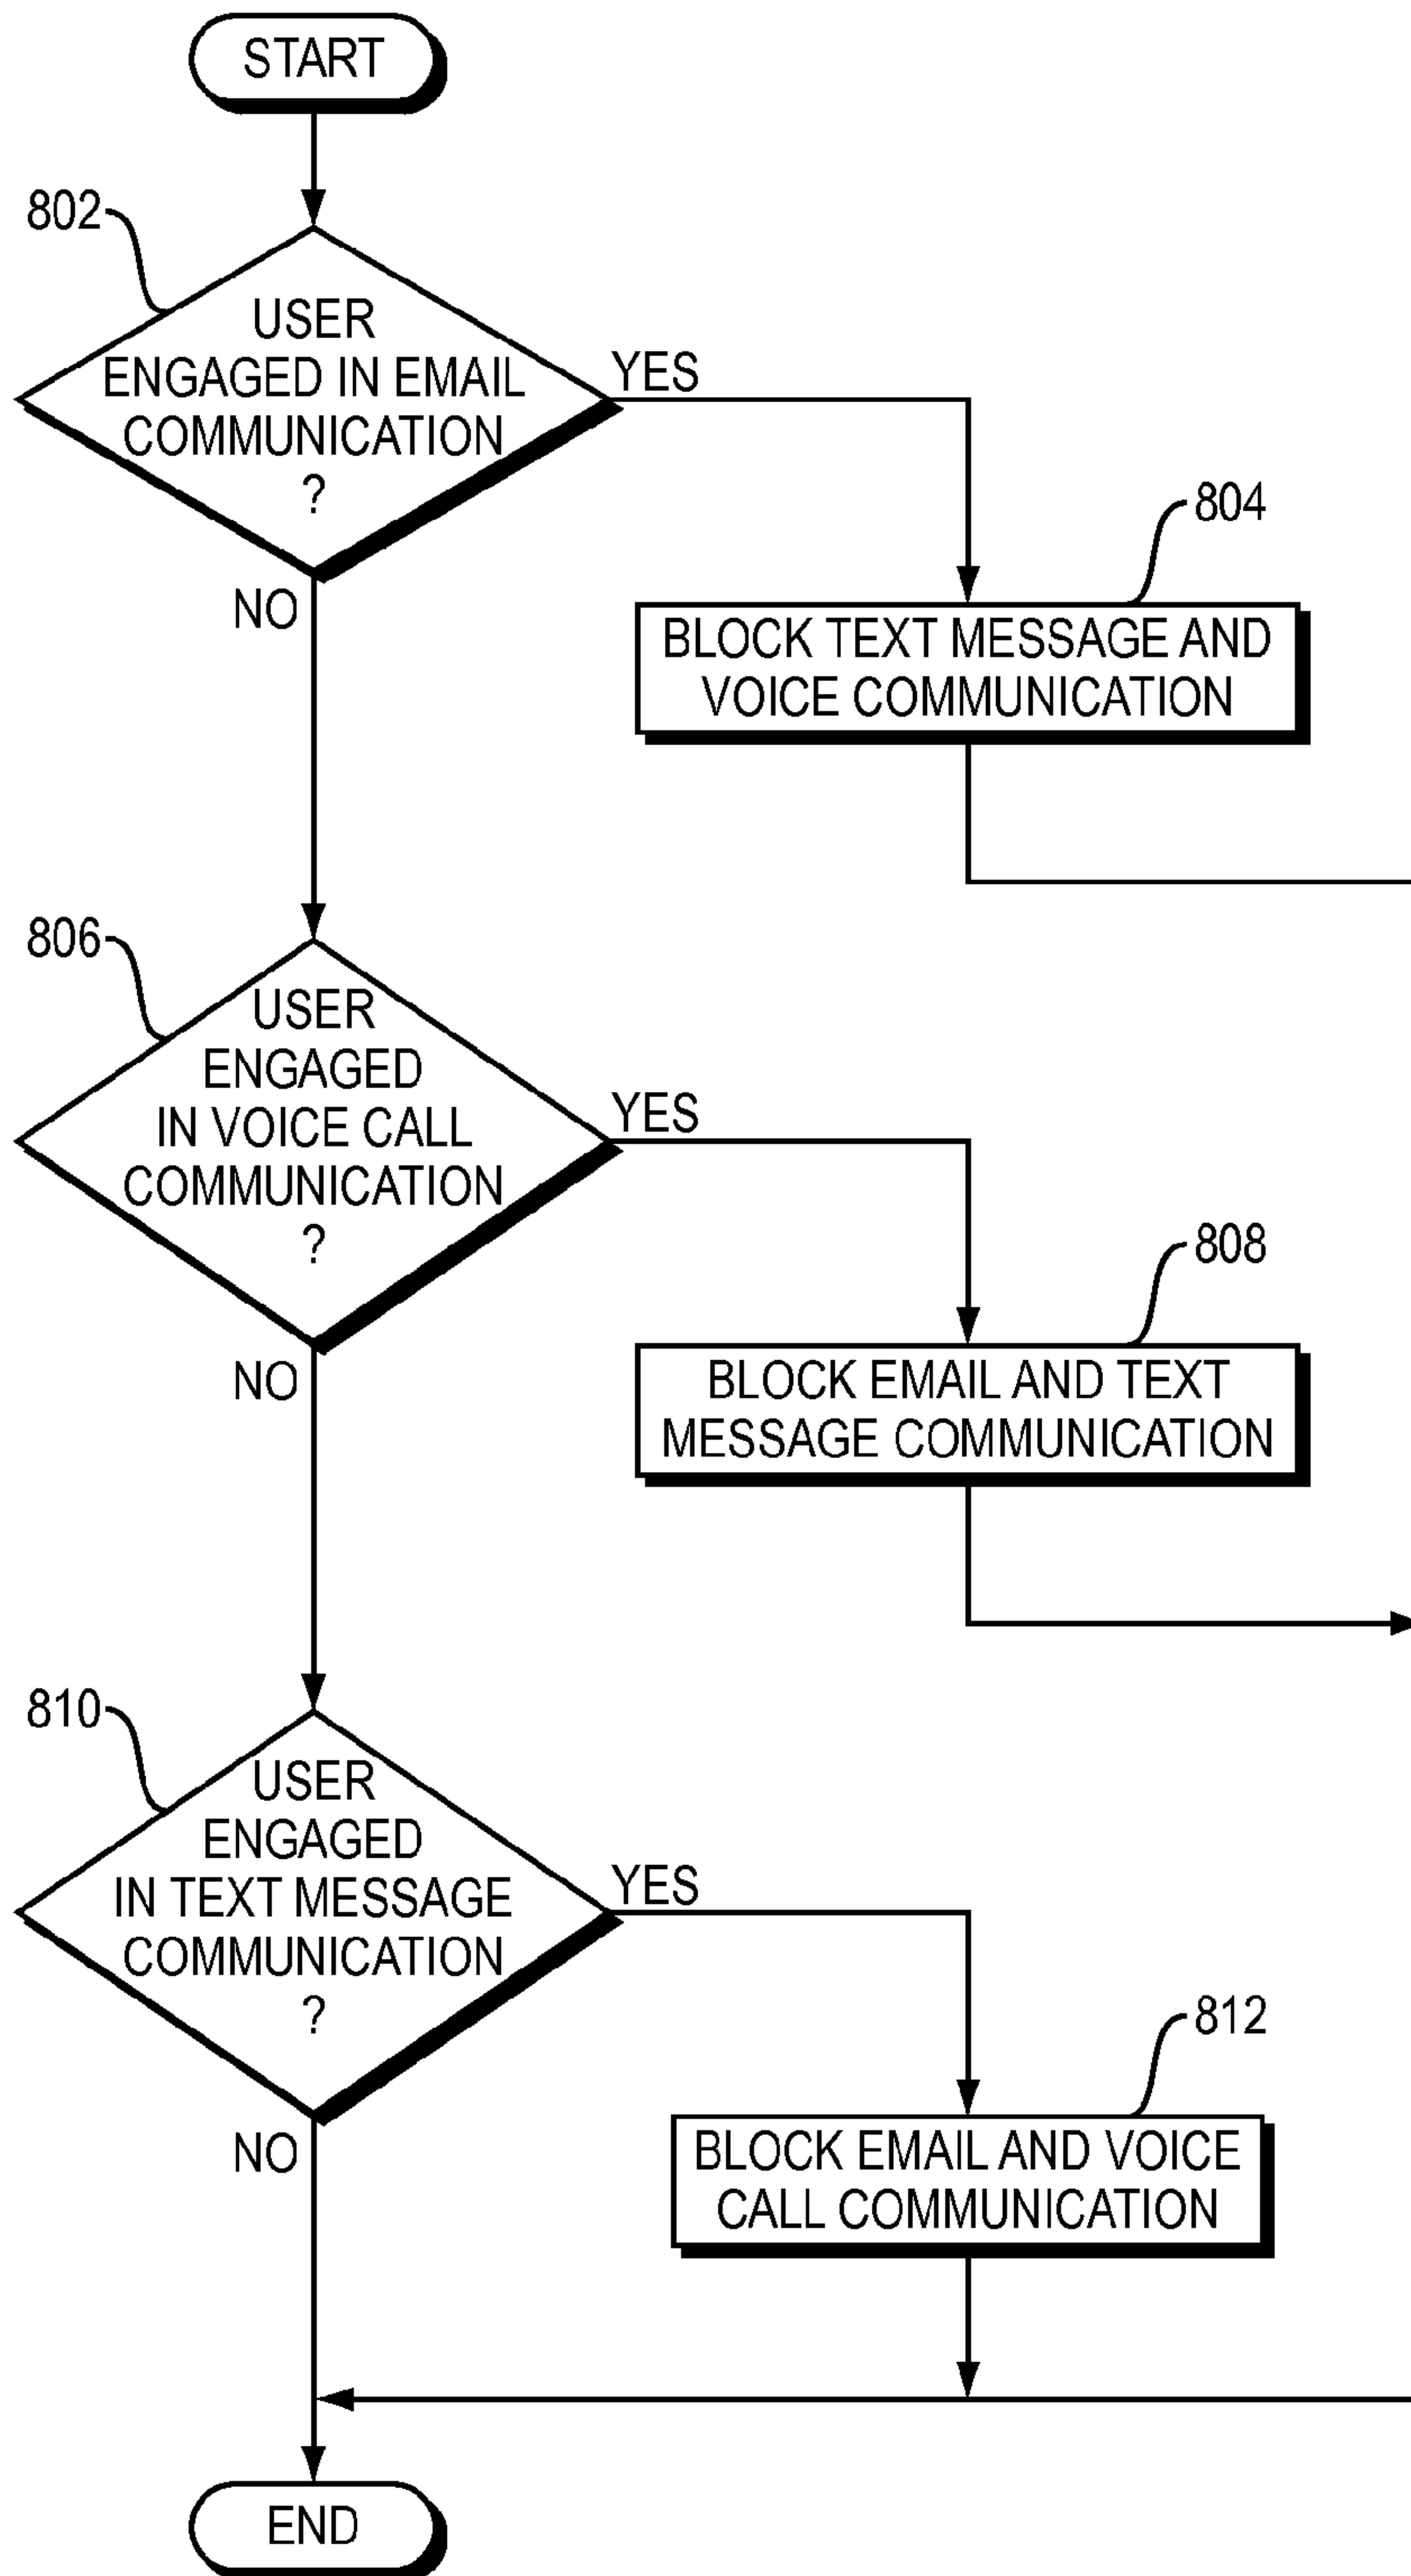 START
802
USER
ENGAGED IN EMAIL
COMMUNICATION
?
YES
NO
804
BLOCK TEXT MESSAGE AND
VOICE COMMUNICATION
806
USER
ENGAGED
IN VOICE CALL
COMMUNICATION
?
YES
NO
808
BLOCK EMAIL AND TEXT
MESSAGE COMMUNICATION
810
USER
ENGAGED
IN TEXT MESSAGE
COMMUNICATION
?
YES
NO
812
BLOCK EMAIL AND VOICE
CALL COMMUNICATION
END